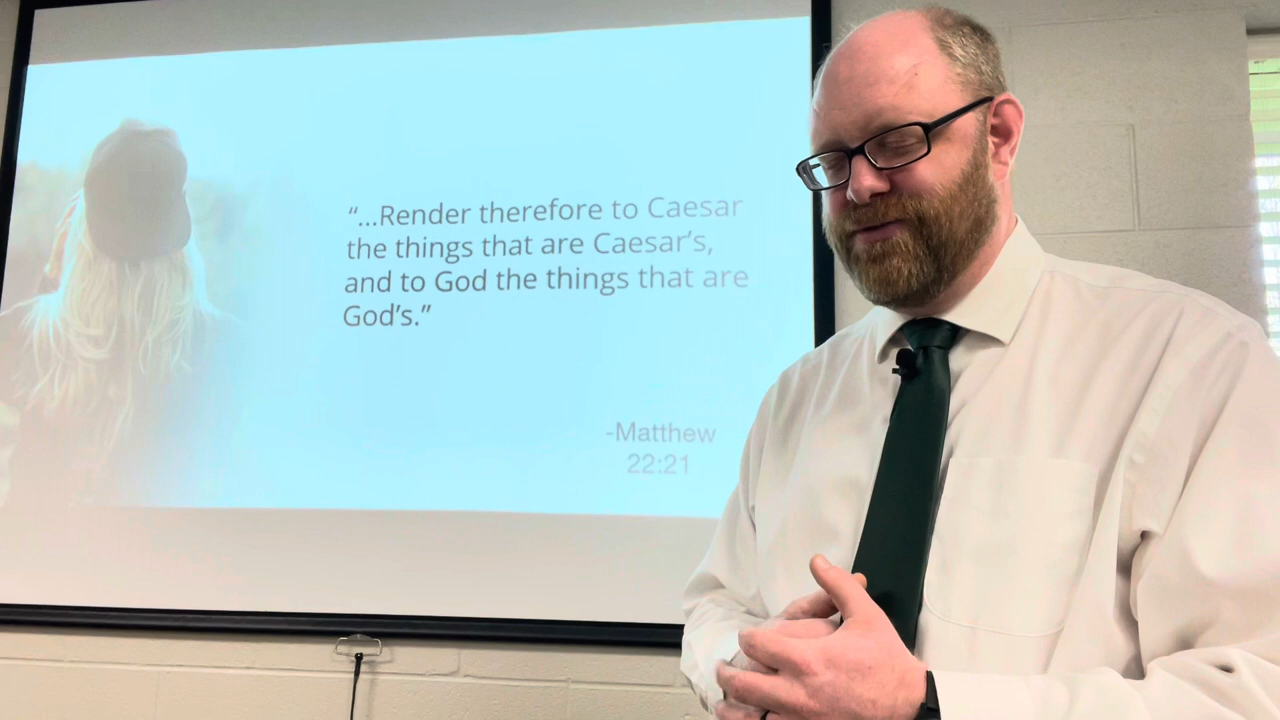 “...Render therefore to Caesar
the things that are Caesar’s,
and to God the things that are
God’s.”
-Matthew
22:21